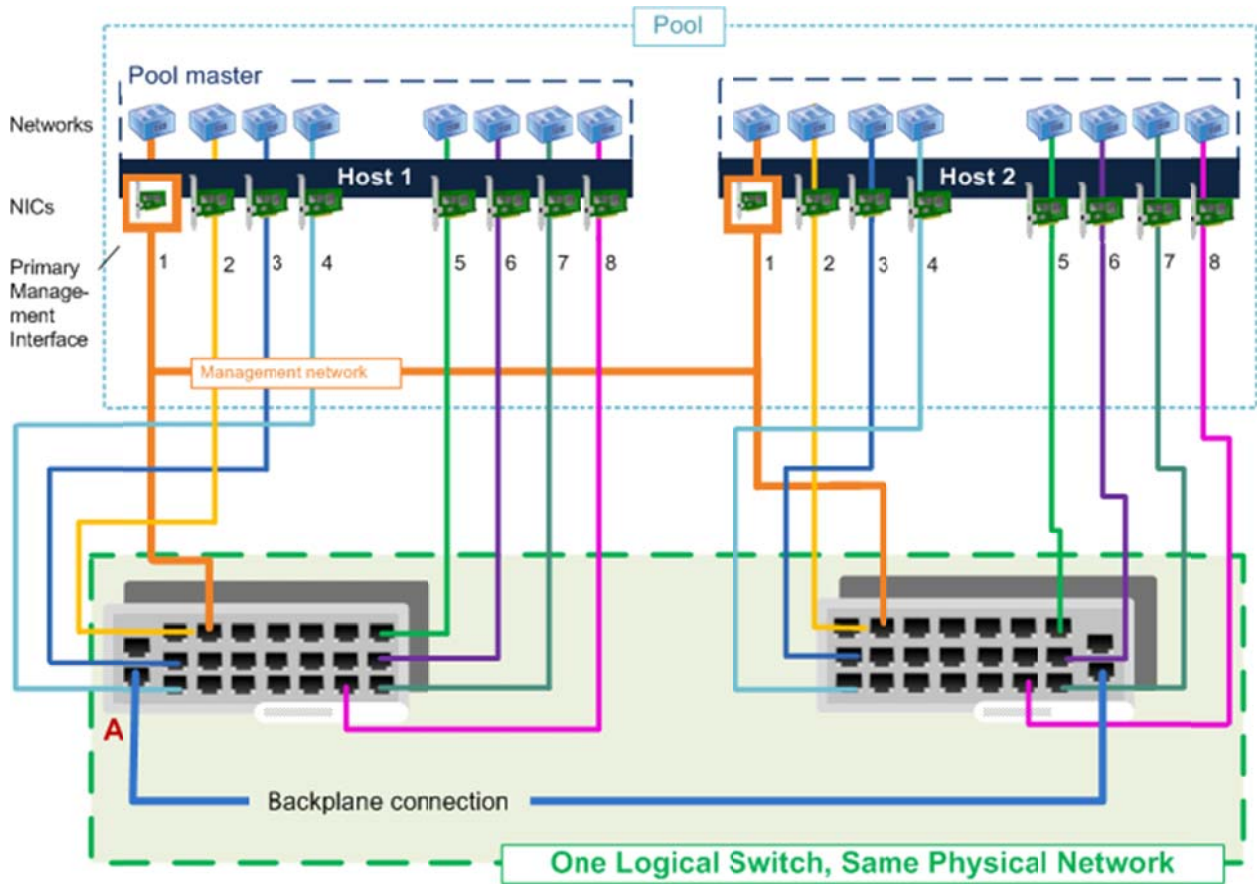 Pool
Pool master
Networks
Host 1
Host 2
NICs
1 2 3 4 5 6 7 8
1 2 3 4 5 6 7 8
Primary
Manage-
ment
Interface
Management network
A
Backplane connection
One Logical Switch, Same Physical Network